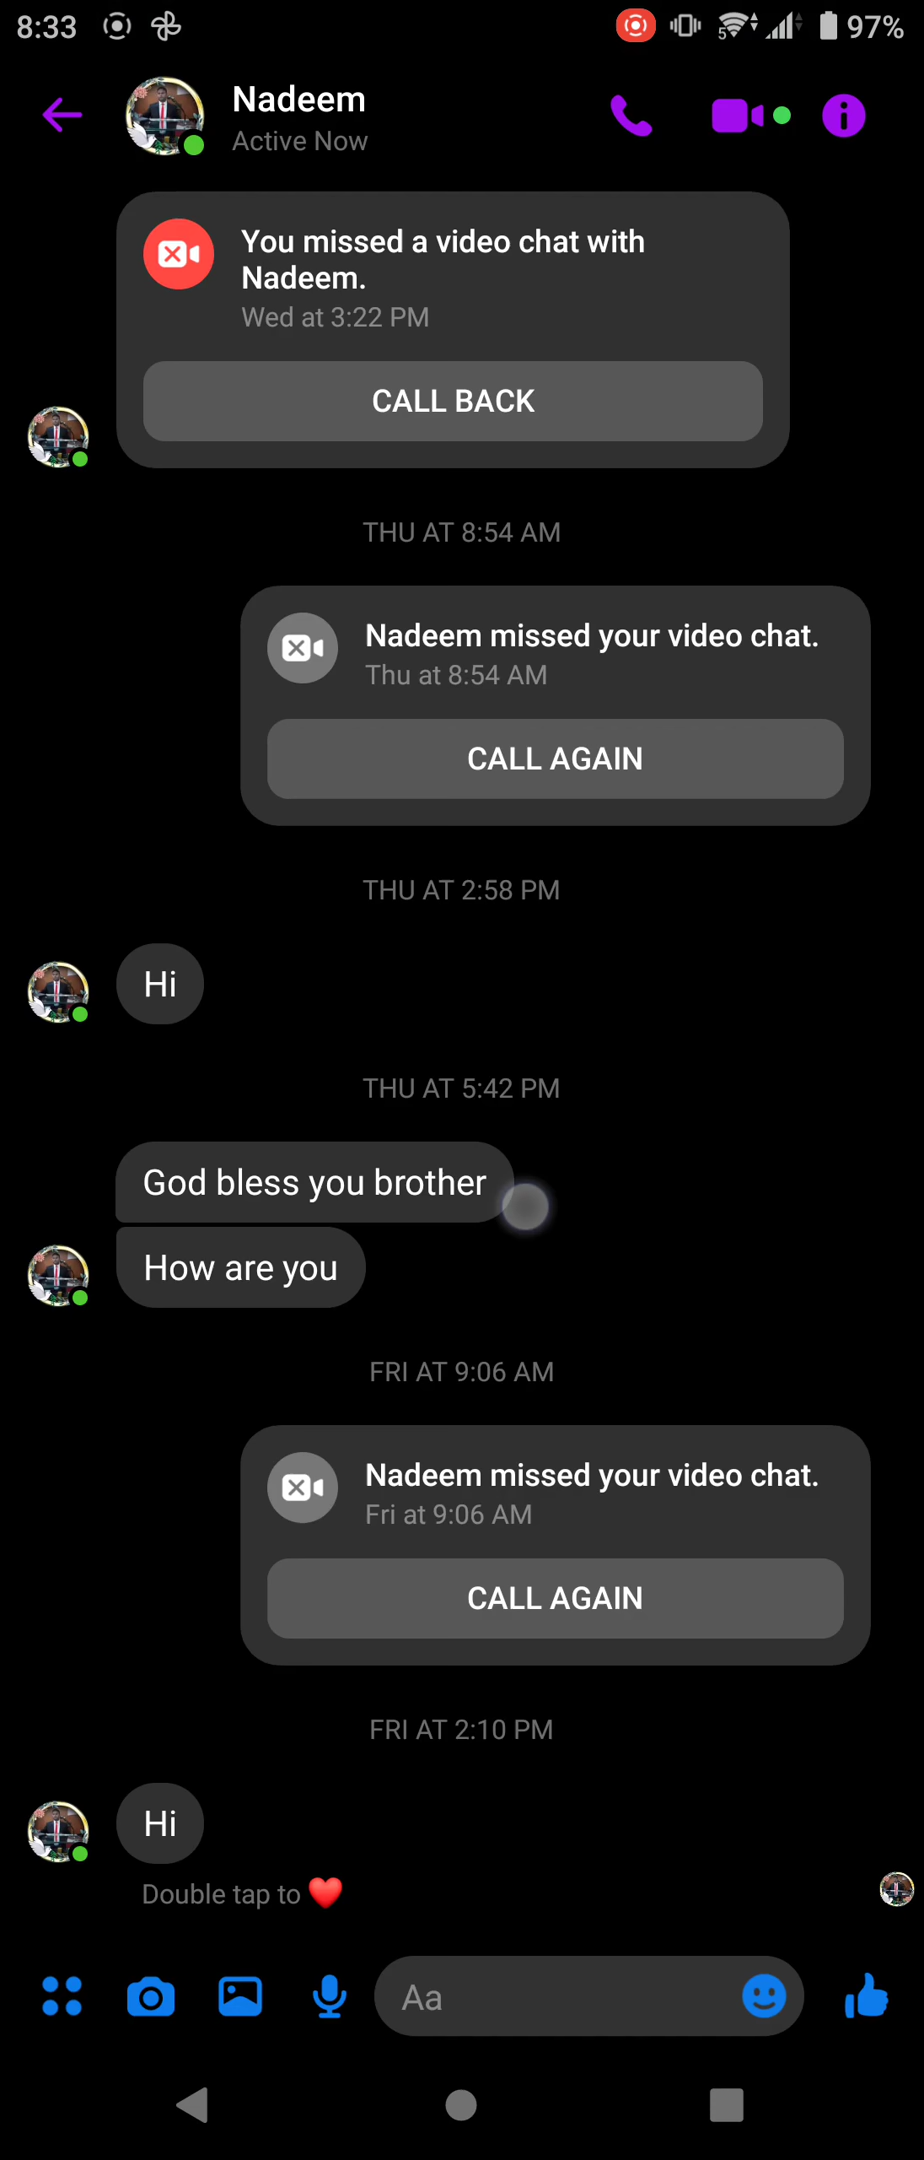 8:33
5
97%
Nadeem
Active Now
You missed a video chat with
Nadeem.
Wed at 3:22 PM
CALL BACK
THU AT 8:54 AM
Nadeem missed your video chat.
Thu at 8:54 AM
CALL AGAIN
THU AT 2:58 PM
Hi
THU AT 5:42 PM
God bless you brother
How are you
FRI AT 9:06 AM
Nadeem missed your video chat.
Fri at 9:06 AM
CALL AGAIN
FRI AT 2:10 PM
Hi
Double tap to ❤️
Aa